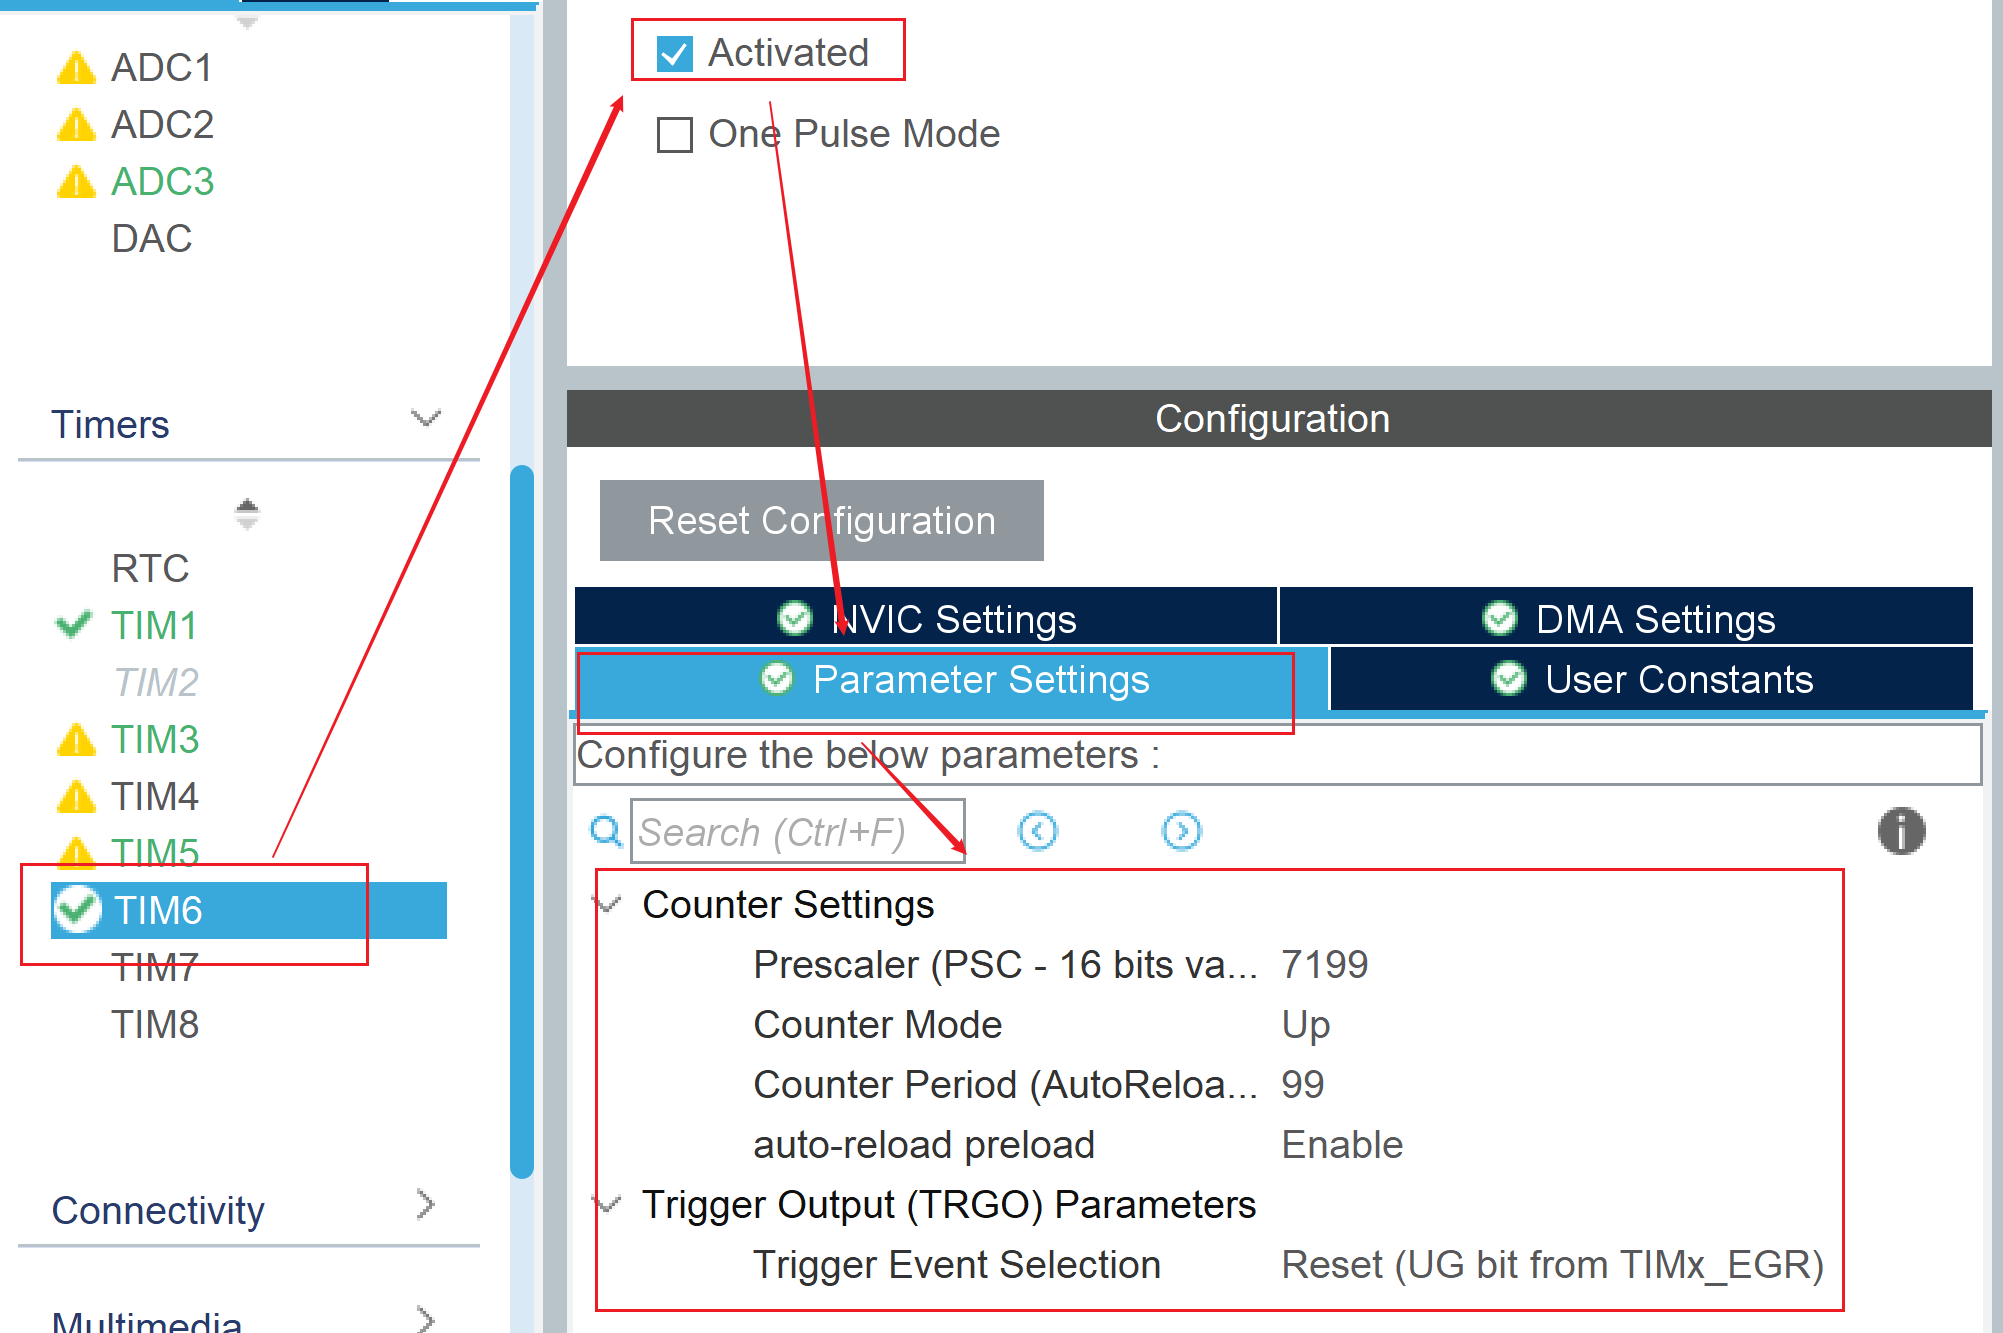 ADC1
ADC2
ADC3
DAC
Timers
RTC
TIM1
TIM2
TIM3
TIM4
TIM5
TIM6
TIM7
TIM8
Connectivity
Multimedia
Activated
One Pulse Mode
Configuration
Reset Configuration
NVIC Settings
DMA Settings
Parameter Settings
User Constants
Configure the below parameters :
Search (Ctrl+F)
Counter Settings
Prescaler (PSC - 16 bits va... 7199
Counter Mode Up
Counter Period (AutoReloa... 99
auto-reload preload Enable
Trigger Output (TRGO) Parameters
Trigger Event Selection Reset (UG bit from TIMx_EGR)